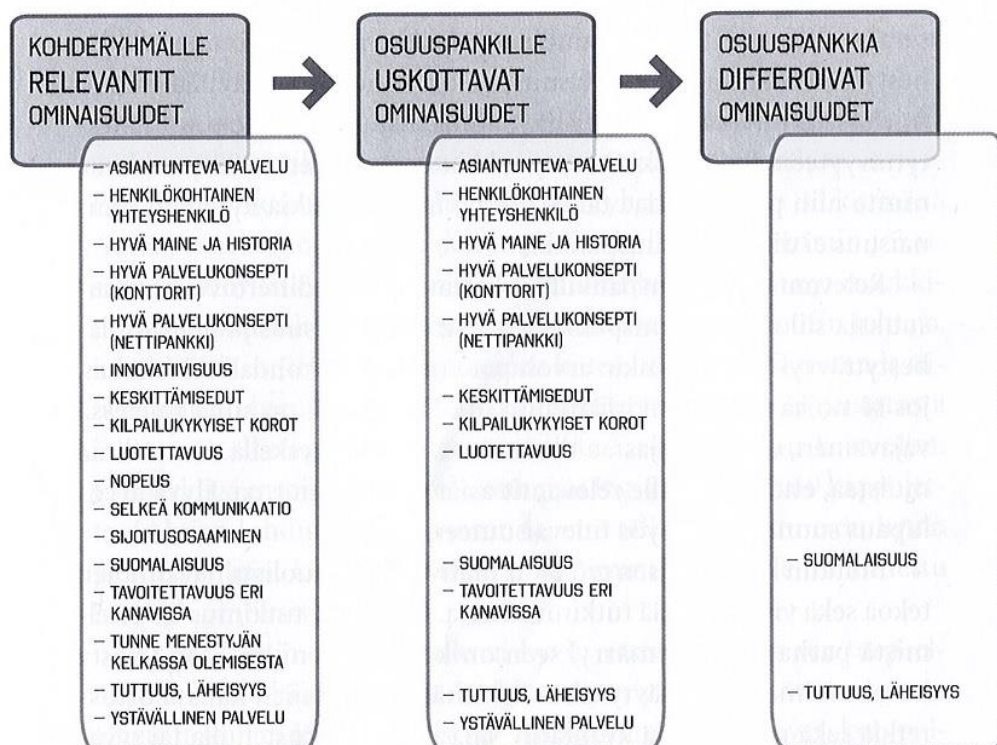 KOHDERYHMÄLLE
RELEVANTIT
OMINAISUUDET
OSUUSPANKILLE
USKOTTAVAT
OMINAISUUDET
OSUUSPANKKIA
DIFFEROIVAT
OMINAISUUDET
– ASIANTUNTEVA PALVELU
– HENKILÖKOHTAINEN
YHTEYSHENKILÖ
– HYVÄ MAINE JA HISTORIA
– HYVÄ PALVELUKONSEPTI
(KONTTORIT)
– HYVÄ PALVELUKONSEPTI
(NETTIPANKKI)
– INNOVATIIVISUUS
– KESKITTÄMISEDUT
– KILPAILUKYKYISET KOROT
– LUOTETTAVUUS
– NOPEUS
– SELKEÄ KOMMUNIKAATIO
– SIJOITUSOSAAMINEN
– SUOMALAISUUS
– TAVOITETTAVUUS ERI
KANAVISSA
– TUNNE MENESTYJÄN
KELKASSA OLEMISESTA
– TUTTUUS, LÄHEISYYS
– YSTÄVÄLLINEN PALVELU
– ASIANTUNTEVA PALVELU
– HENKILÖKOHTAINEN
YHTEYSHENKILÖ
– HYVÄ MAINE JA HISTORIA
– HYVÄ PALVELUKONSEPTI
(KONTTORIT)
– HYVÄ PALVELUKONSEPTI
(NETTIPANKKI)
– KESKITTÄMISEDUT
– KILPAILUKYKYISET KOROT
– LUOTETTAVUUS
– SUOMALAISUUS
– TAVOITETTAVUUS ERI
KANAVISSA
– TUTTUUS, LÄHEISYYS
– YSTÄVÄLLINEN PALVELU
– SUOMALAISUUS
– TUTTUUS, LÄHEISYYS